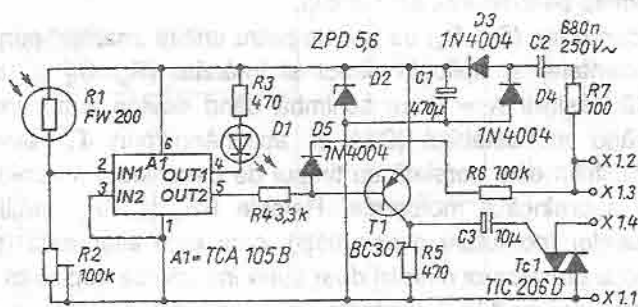 ZPD 5,6
D3
1N4004
680n
250V~
C2
R1
FW 200
R3
470
D1
D2
C1
470µ
D4
1N4004
R7
100
6
A1
2
IN1
OUT1
4
3
IN2
OUT2
5
1
A1= TCA 105B
D5
1N4004
R4 3,3k
T1
BC307
R6 100k
C3
10µ
R5
470
R2
100k
X1.2
X1.3
X1.4
X1.1
Tc1
TIC 206D